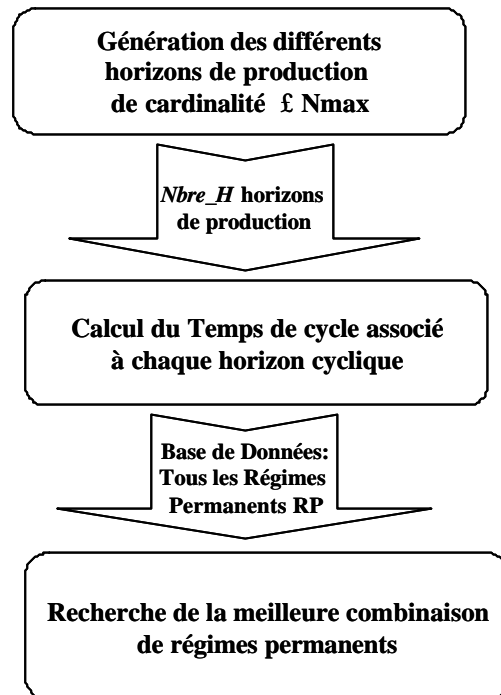 Génération des différents
horizons de production
de cardinalité £ Nmax
Nbre_H horizons
de production
Calcul du Temps de cycle associé
à chaque horizon cyclique
Base de Données:
Tous les Régimes
Permanents RP
Recherche de la meilleure combinaison
de régimes permanents